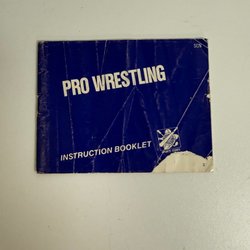 PRO WRESTLING
INSTRUCTION BOOKLET